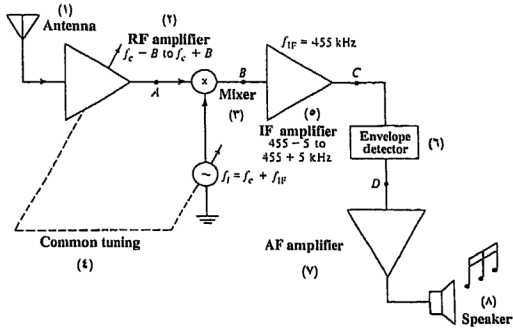 (١)
Antenna
(٢)
RF amplifier
f_c − B to f_c + B
A
B
Mixer
(٣)
f_l = f_c + f_IF
Common tuning
(٤)
f_IF = 455 kHz
C
(٥)
IF amplifier
455 − 5 to
455 + 5 kHz
Envelope
detector
(٦)
D
AF amplifier
(٧)
(٨)
Speaker